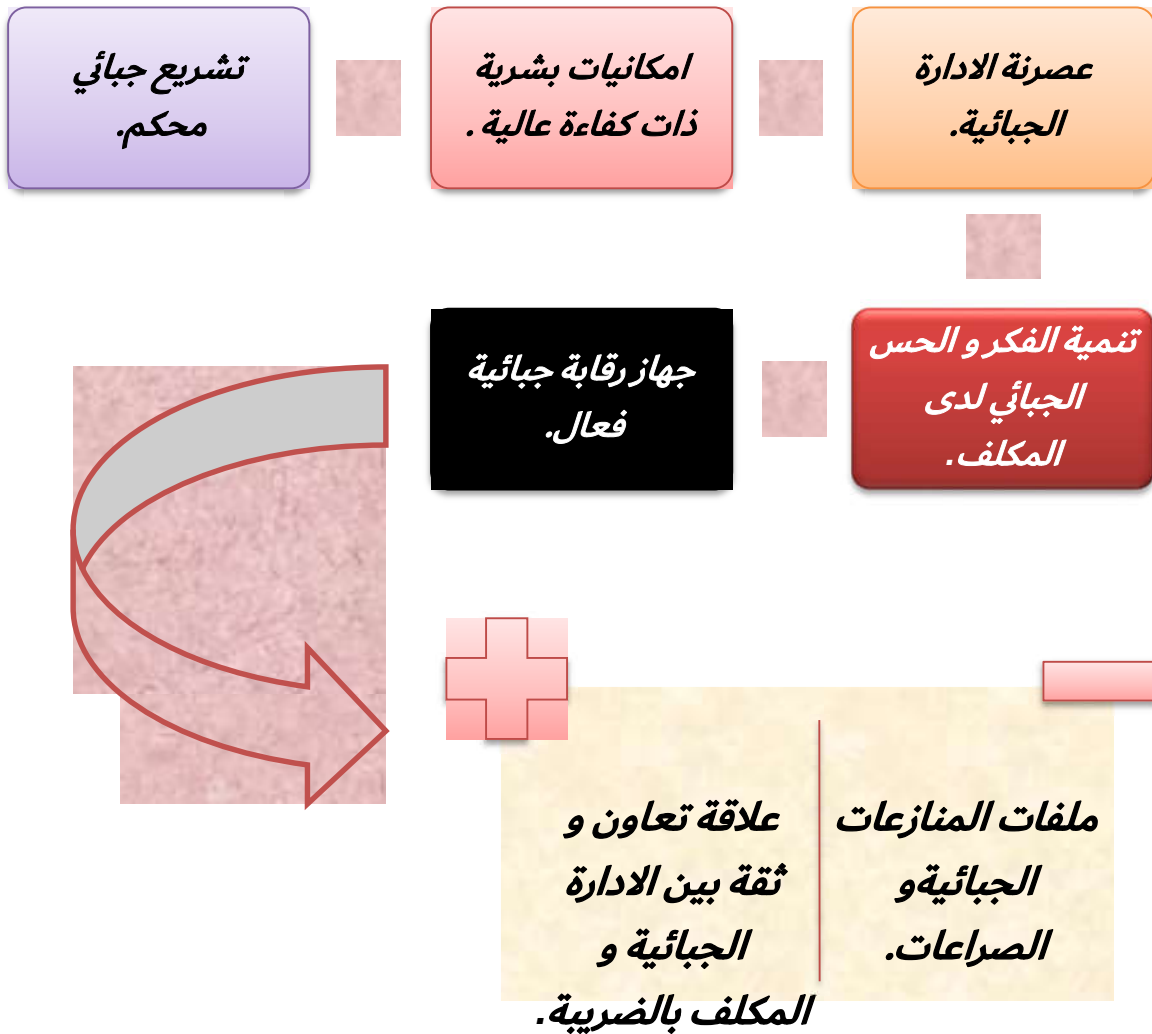 تشريع جبائي
محكم.
امكانيات بشرية
ذات كفاءة عالية .
عصرنة الادارة
الجبائية.
تنمية الفكر و الحس
الجبائي لدى
المكلف.
جهاز رقابة جبائية
فعال.
علاقة تعاون و
ثقة بين الادارة
الجبائية و
المكلف بالضريبة.
ملفات المنازعات
الجبائيةو
الصراعات.